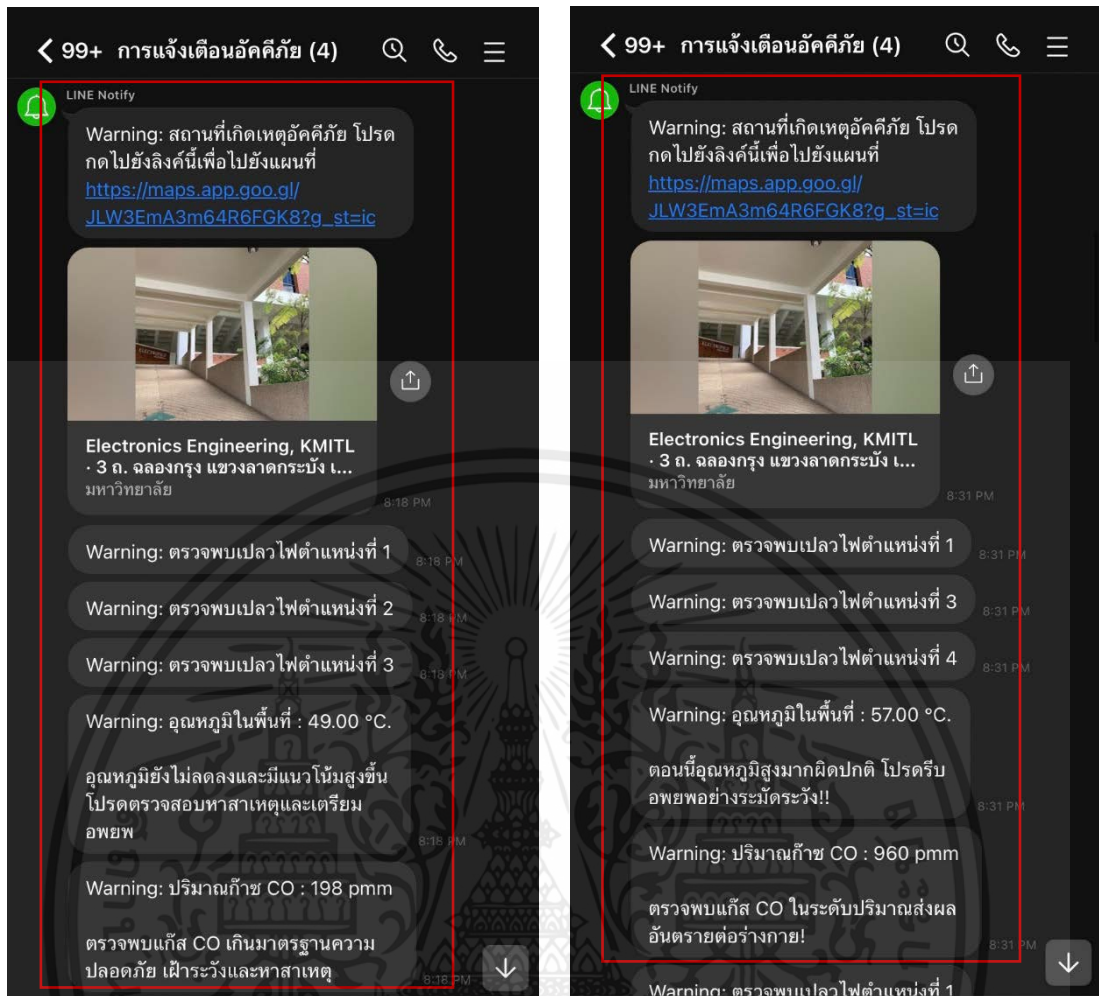 99+ การแจ้งเตือนอัคคีภัย (4)
LINE Notify
Warning: สถานที่เกิดเหตุอัคคีภัย โปรด
กดไปยังลิงค์นี้เพื่อไปยังแผนที่
https://maps.app.goo.gl/
JLW3EmA3m64R6FGK8?g_st=ic
Electronics Engineering, KMITL
· 3 ถ. ฉลองกรุง แขวงลาดกระบัง เ...
มหาวิทยาลัย
8:18 PM
Warning: ตรวจพบเปลวไฟตำแหน่งที่ 1
8:18 PM
Warning: ตรวจพบเปลวไฟตำแหน่งที่ 2
8:18 PM
Warning: ตรวจพบเปลวไฟตำแหน่งที่ 3
8:18 PM
Warning: อุณหภูมิในพื้นที่ : 49.00 °C.
อุณหภูมิยังไม่ลดลงและมีแนวโน้มสูงขึ้น
โปรดตรวจสอบหาสาเหตุและเตรียม
อพยพ
8:18 PM
Warning: ปริมาณก๊าซ CO : 198 pmm
ตรวจพบแก๊ส CO เกินมาตรฐานความ
ปลอดภัย เฝ้าระวังและหาสาเหตุ
8:18 PM
99+ การแจ้งเตือนอัคคีภัย (4)
LINE Notify
Warning: สถานที่เกิดเหตุอัคคีภัย โปรด
กดไปยังลิงค์นี้เพื่อไปยังแผนที่
https://maps.app.goo.gl/
JLW3EmA3m64R6FGK8?g_st=ic
Electronics Engineering, KMITL
· 3 ถ. ฉลองกรุง แขวงลาดกระบัง เ...
มหาวิทยาลัย
8:31 PM
Warning: ตรวจพบเปลวไฟตำแหน่งที่ 1
8:31 PM
Warning: ตรวจพบเปลวไฟตำแหน่งที่ 3
8:31 PM
Warning: ตรวจพบเปลวไฟตำแหน่งที่ 4
8:31 PM
Warning: อุณหภูมิในพื้นที่ : 57.00 °C.
ตอนนี้อุณหภูมิสูงมากผิดปกติ โปรดรีบ
อพยพอย่างระมัดระวัง!!
8:31 PM
Warning: ปริมาณก๊าซ CO : 960 pmm
ตรวจพบแก๊ส CO ในระดับปริมาณส่งผล
อันตรายต่อร่างกาย!
8:31 PM
Warning: ตรวจพบเปลวไฟตำแหน่งที่ 1